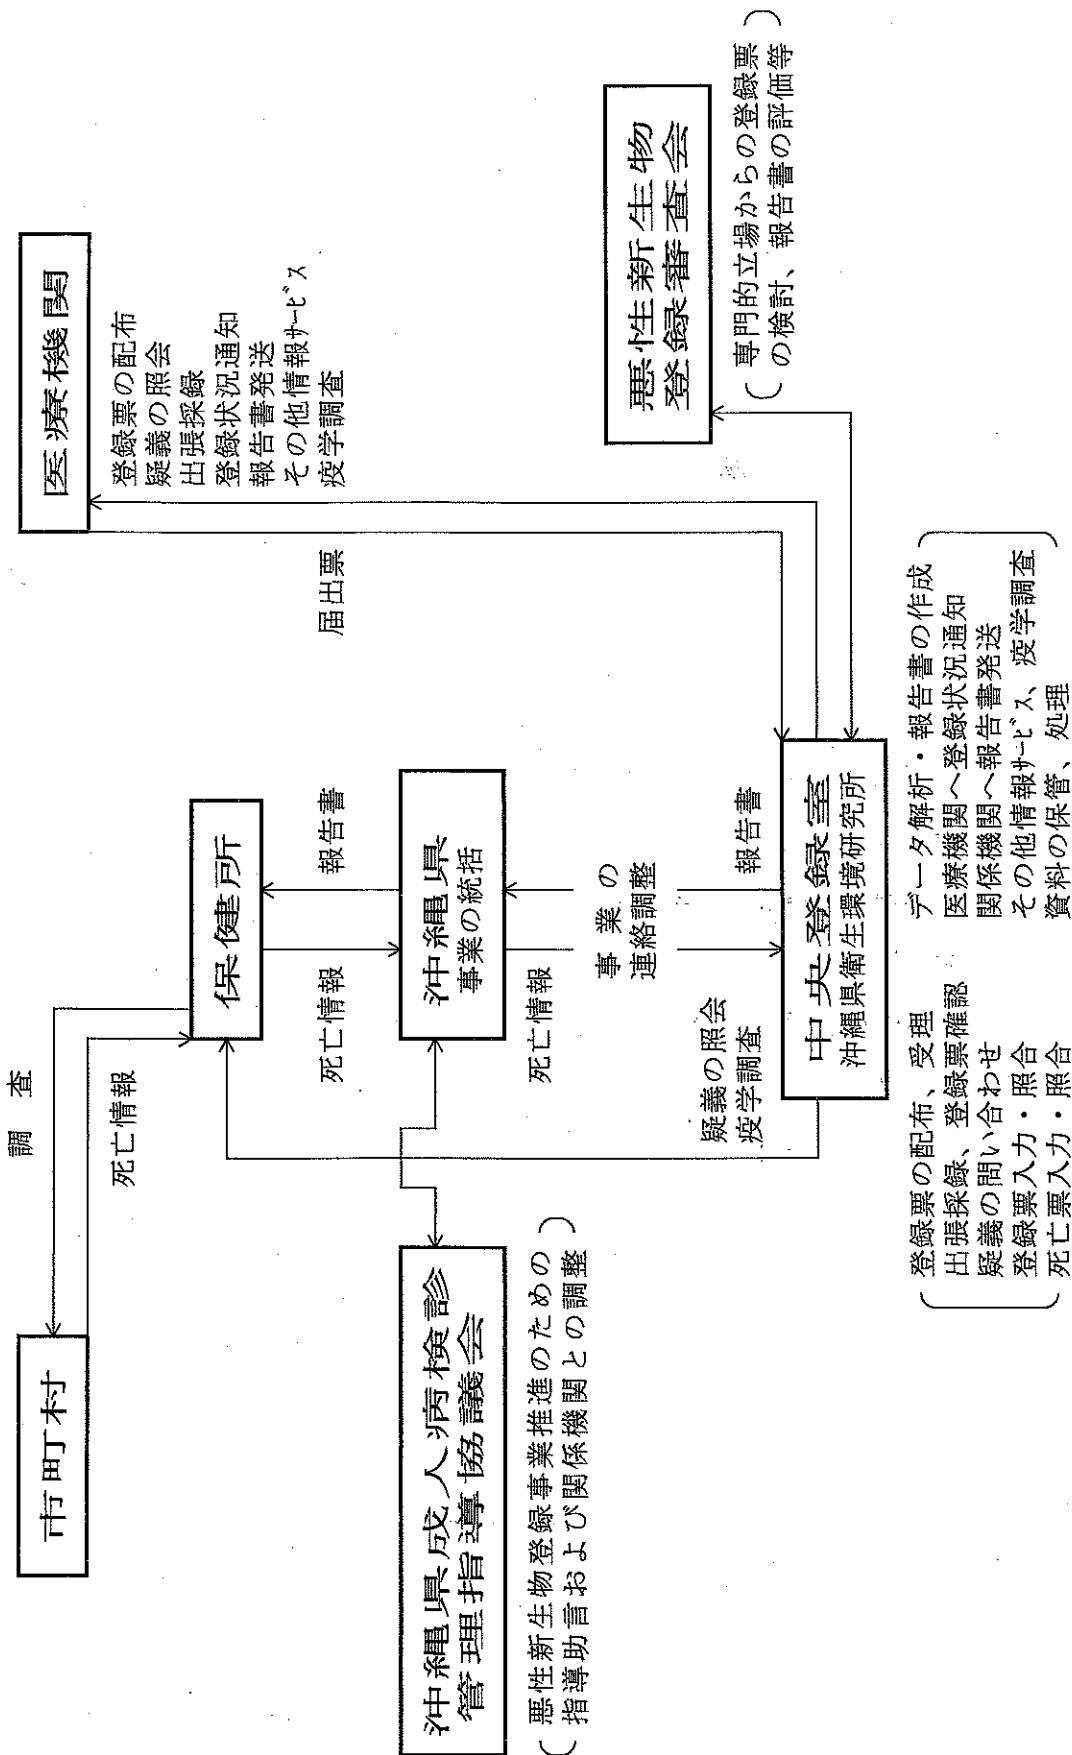 市町村
調査
死亡情報
保健所
医療機関
登録票の配布
疑義の照会
出張採録
登録状況通知
報告書発送
その他情報サービス
疫学調査
届出票
死亡情報
報告書
沖縄県成人病検診
管理指導協議会
(悪性新生物登録事業推進のための
指導助言および関係機関との調整)
沖縄県
事業の統括
死亡情報
事業の
連絡調整
報告書
疑義の照会
疫学調査
悪性新生物
登録審査会
(専門的立場からの登録票
の検討、報告書の評価等)
中央登録室
沖縄県衛生環境研究所
登録票の配布、受理
出張採録、登録票確認
疑義の問い合わせ
登録票入力・照合
死亡票入力・照合
データ解析・報告書の作成
医療機関へ登録状況通知
関係機関へ報告書発送
その他情報サービス、疫学調査
資料の保管、処理